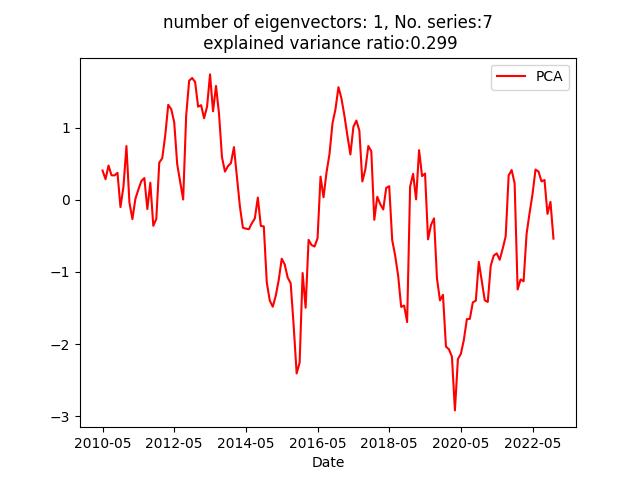 number of eigenvectors: 1, No. series:7
explained variance ratio:0.299
PCA
1
0
−1
−2
−3
2010-05 2012-05 2014-05 2016-05 2018-05 2020-05 2022-05
Date